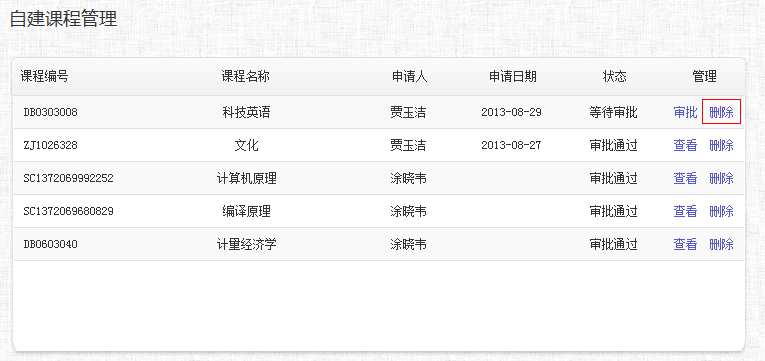 自建课程管理
课程编号 课程名称 申请人 申请日期 状态 管理
DB0303008 科技英语 贾玉洁 2013-08-29 等待审批 审批 删除
ZJ1026328 文化 贾玉洁 2013-08-27 审批通过 查看 删除
SC1372069992252 计算机原理 涂晓韦 审批通过 查看 删除
SC1372069680829 编译原理 涂晓韦 审批通过 查看 删除
DB0603040 计量经济学 涂晓韦 审批通过 查看 删除